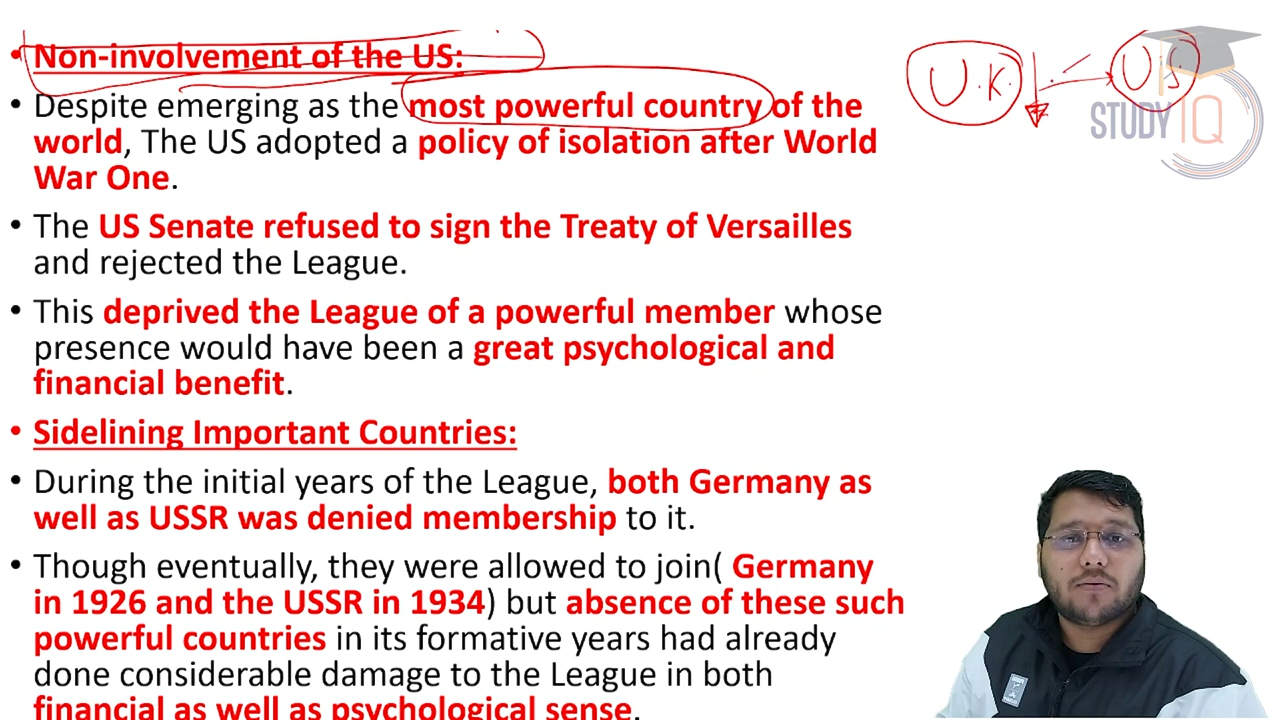 • Non-involvement of the US:
• Despite emerging as the most powerful country of the
world, The US adopted a policy of isolation after World
War One.
• The US Senate refused to sign the Treaty of Versailles
and rejected the League.
• This deprived the League of a powerful member whose
presence would have been a great psychological and
financial benefit.
• Sidelining Important Countries:
• During the initial years of the League, both Germany as
well as USSR was denied membership to it.
• Though eventually, they were allowed to join( Germany
in 1926 and the USSR in 1934) but absence of these such
powerful countries in its formative years had already
done considerable damage to the League in both
financial as well as psychological sense.
U.K. US
STUDY IQ